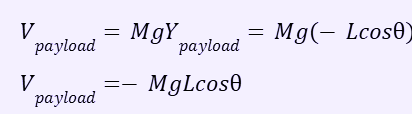 V_payload = MgY_payload = Mg(− Lcosθ)
V_payload =− MgLcosθ